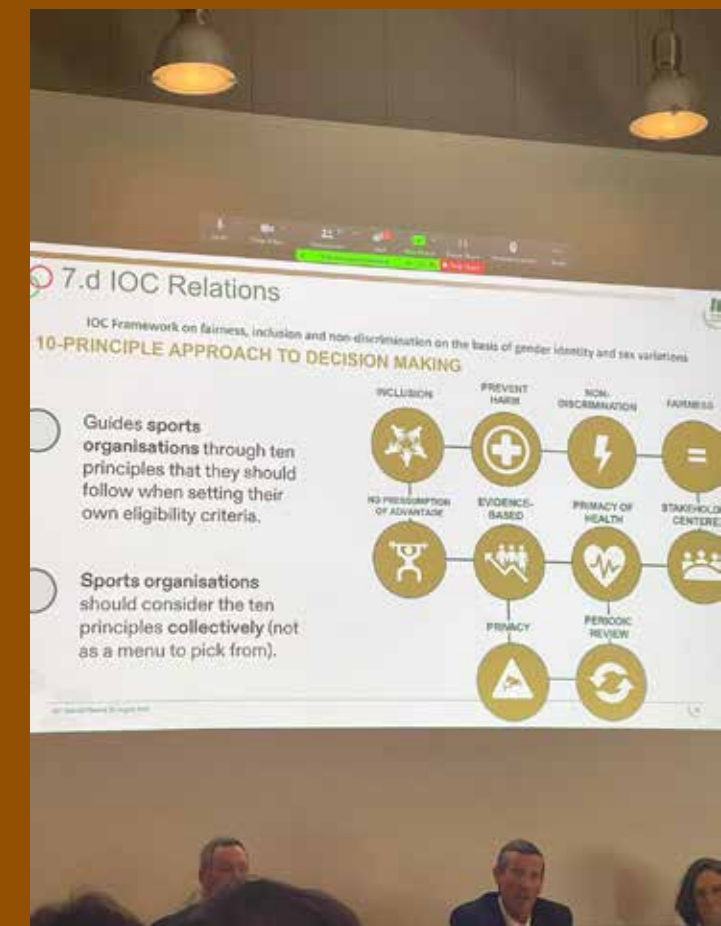 7.d IOC Relations
IOC Framework on fairness, inclusion and non-discrimination on the basis of gender identity and sex variations
10-PRINCIPLE APPROACH TO DECISION MAKING
Guides sports
organisations through ten
principles that they should
follow when setting their
own eligibility criteria.
Sports organisations
should consider the ten
principles collectively (not
as a menu to pick from).
INCLUSION
PREVENT
HARM
NON-
DISCRIMINATION
FAIRNESS
NO PRESUMPTION
OF ADVANTAGE
EVIDENCE-
BASED
PRIMACY OF
HEALTH
STAKEHOLDE
CENTERE
PRIVACY
PERIODIC
REVIEW